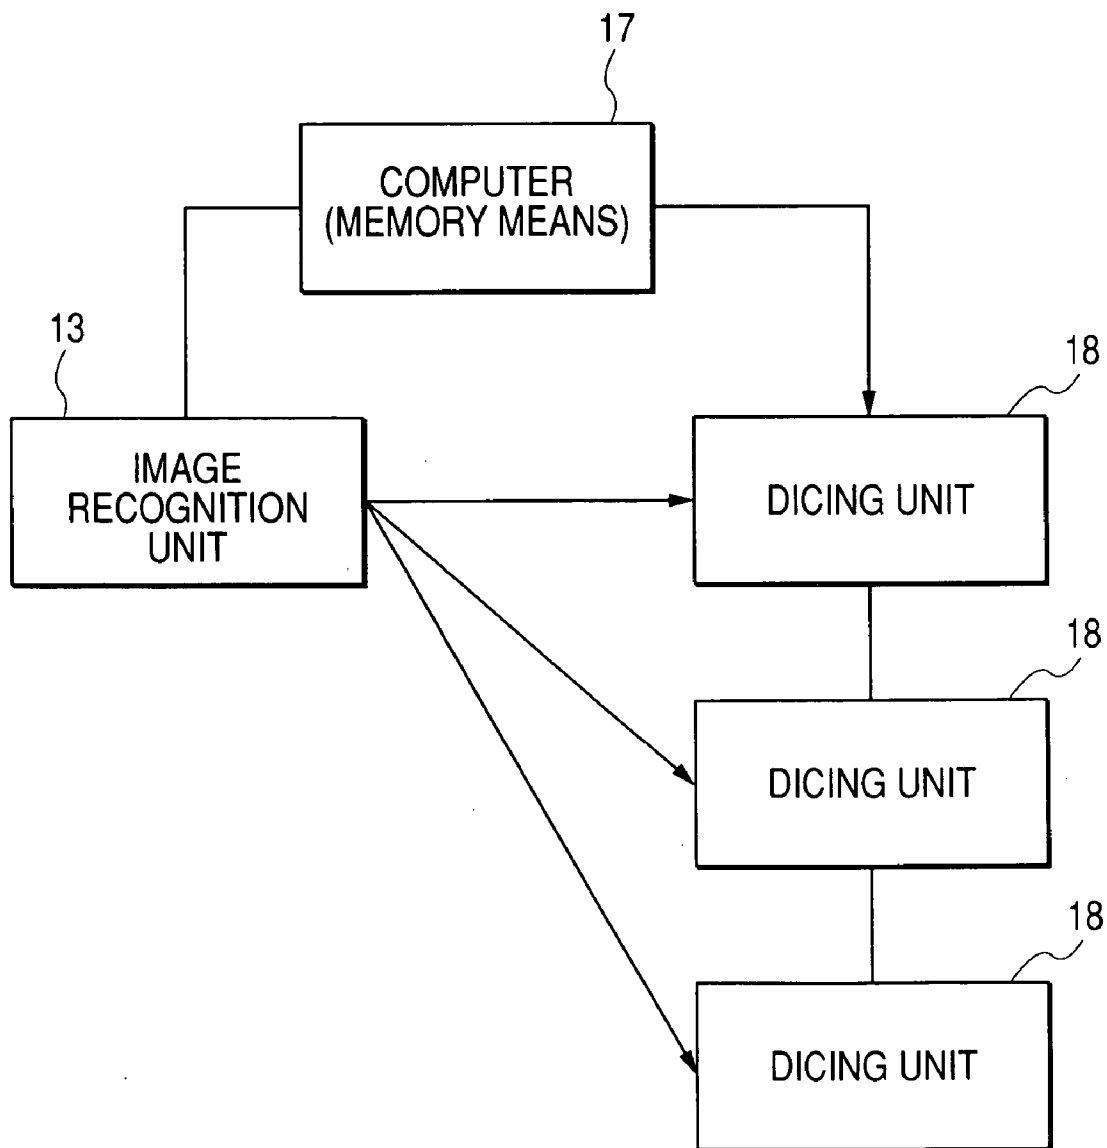 17
COMPUTER
(MEMORY MEANS)
13
IMAGE
RECOGNITION
UNIT
18
DICING UNIT
18
DICING UNIT
18
DICING UNIT